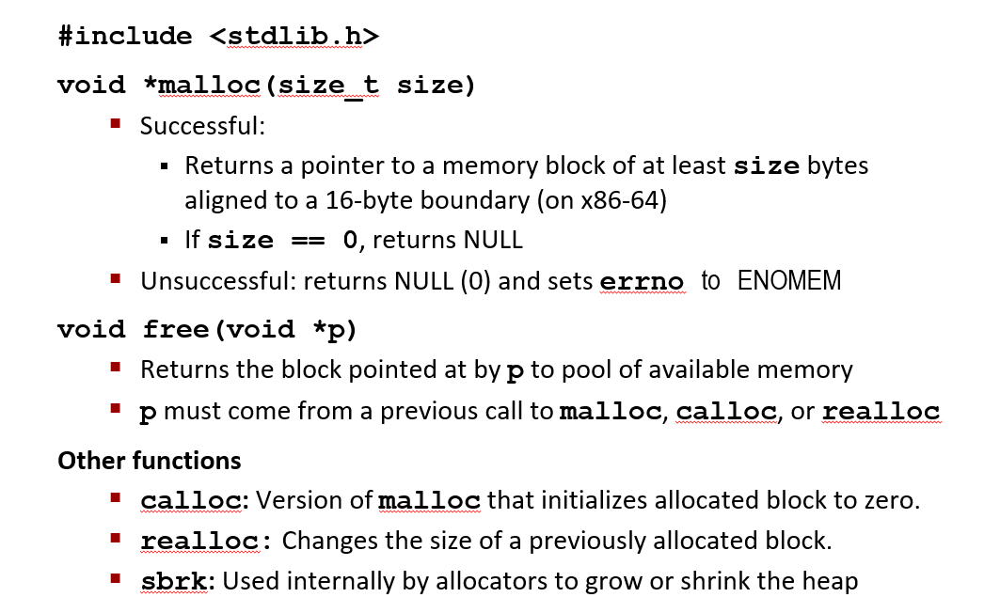 #include <stdlib.h>
void *malloc(size_t size)
▪ Successful:
▪ Returns a pointer to a memory block of at least size bytes
aligned to a 16-byte boundary (on x86-64)
▪ If size == 0, returns NULL
▪ Unsuccessful: returns NULL (0) and sets errno to ENOMEM
void free(void *p)
▪ Returns the block pointed at by p to pool of available memory
▪ p must come from a previous call to malloc, calloc, or realloc
Other functions
▪ calloc: Version of malloc that initializes allocated block to zero.
▪ realloc: Changes the size of a previously allocated block.
▪ sbrk: Used internally by allocators to grow or shrink the heap